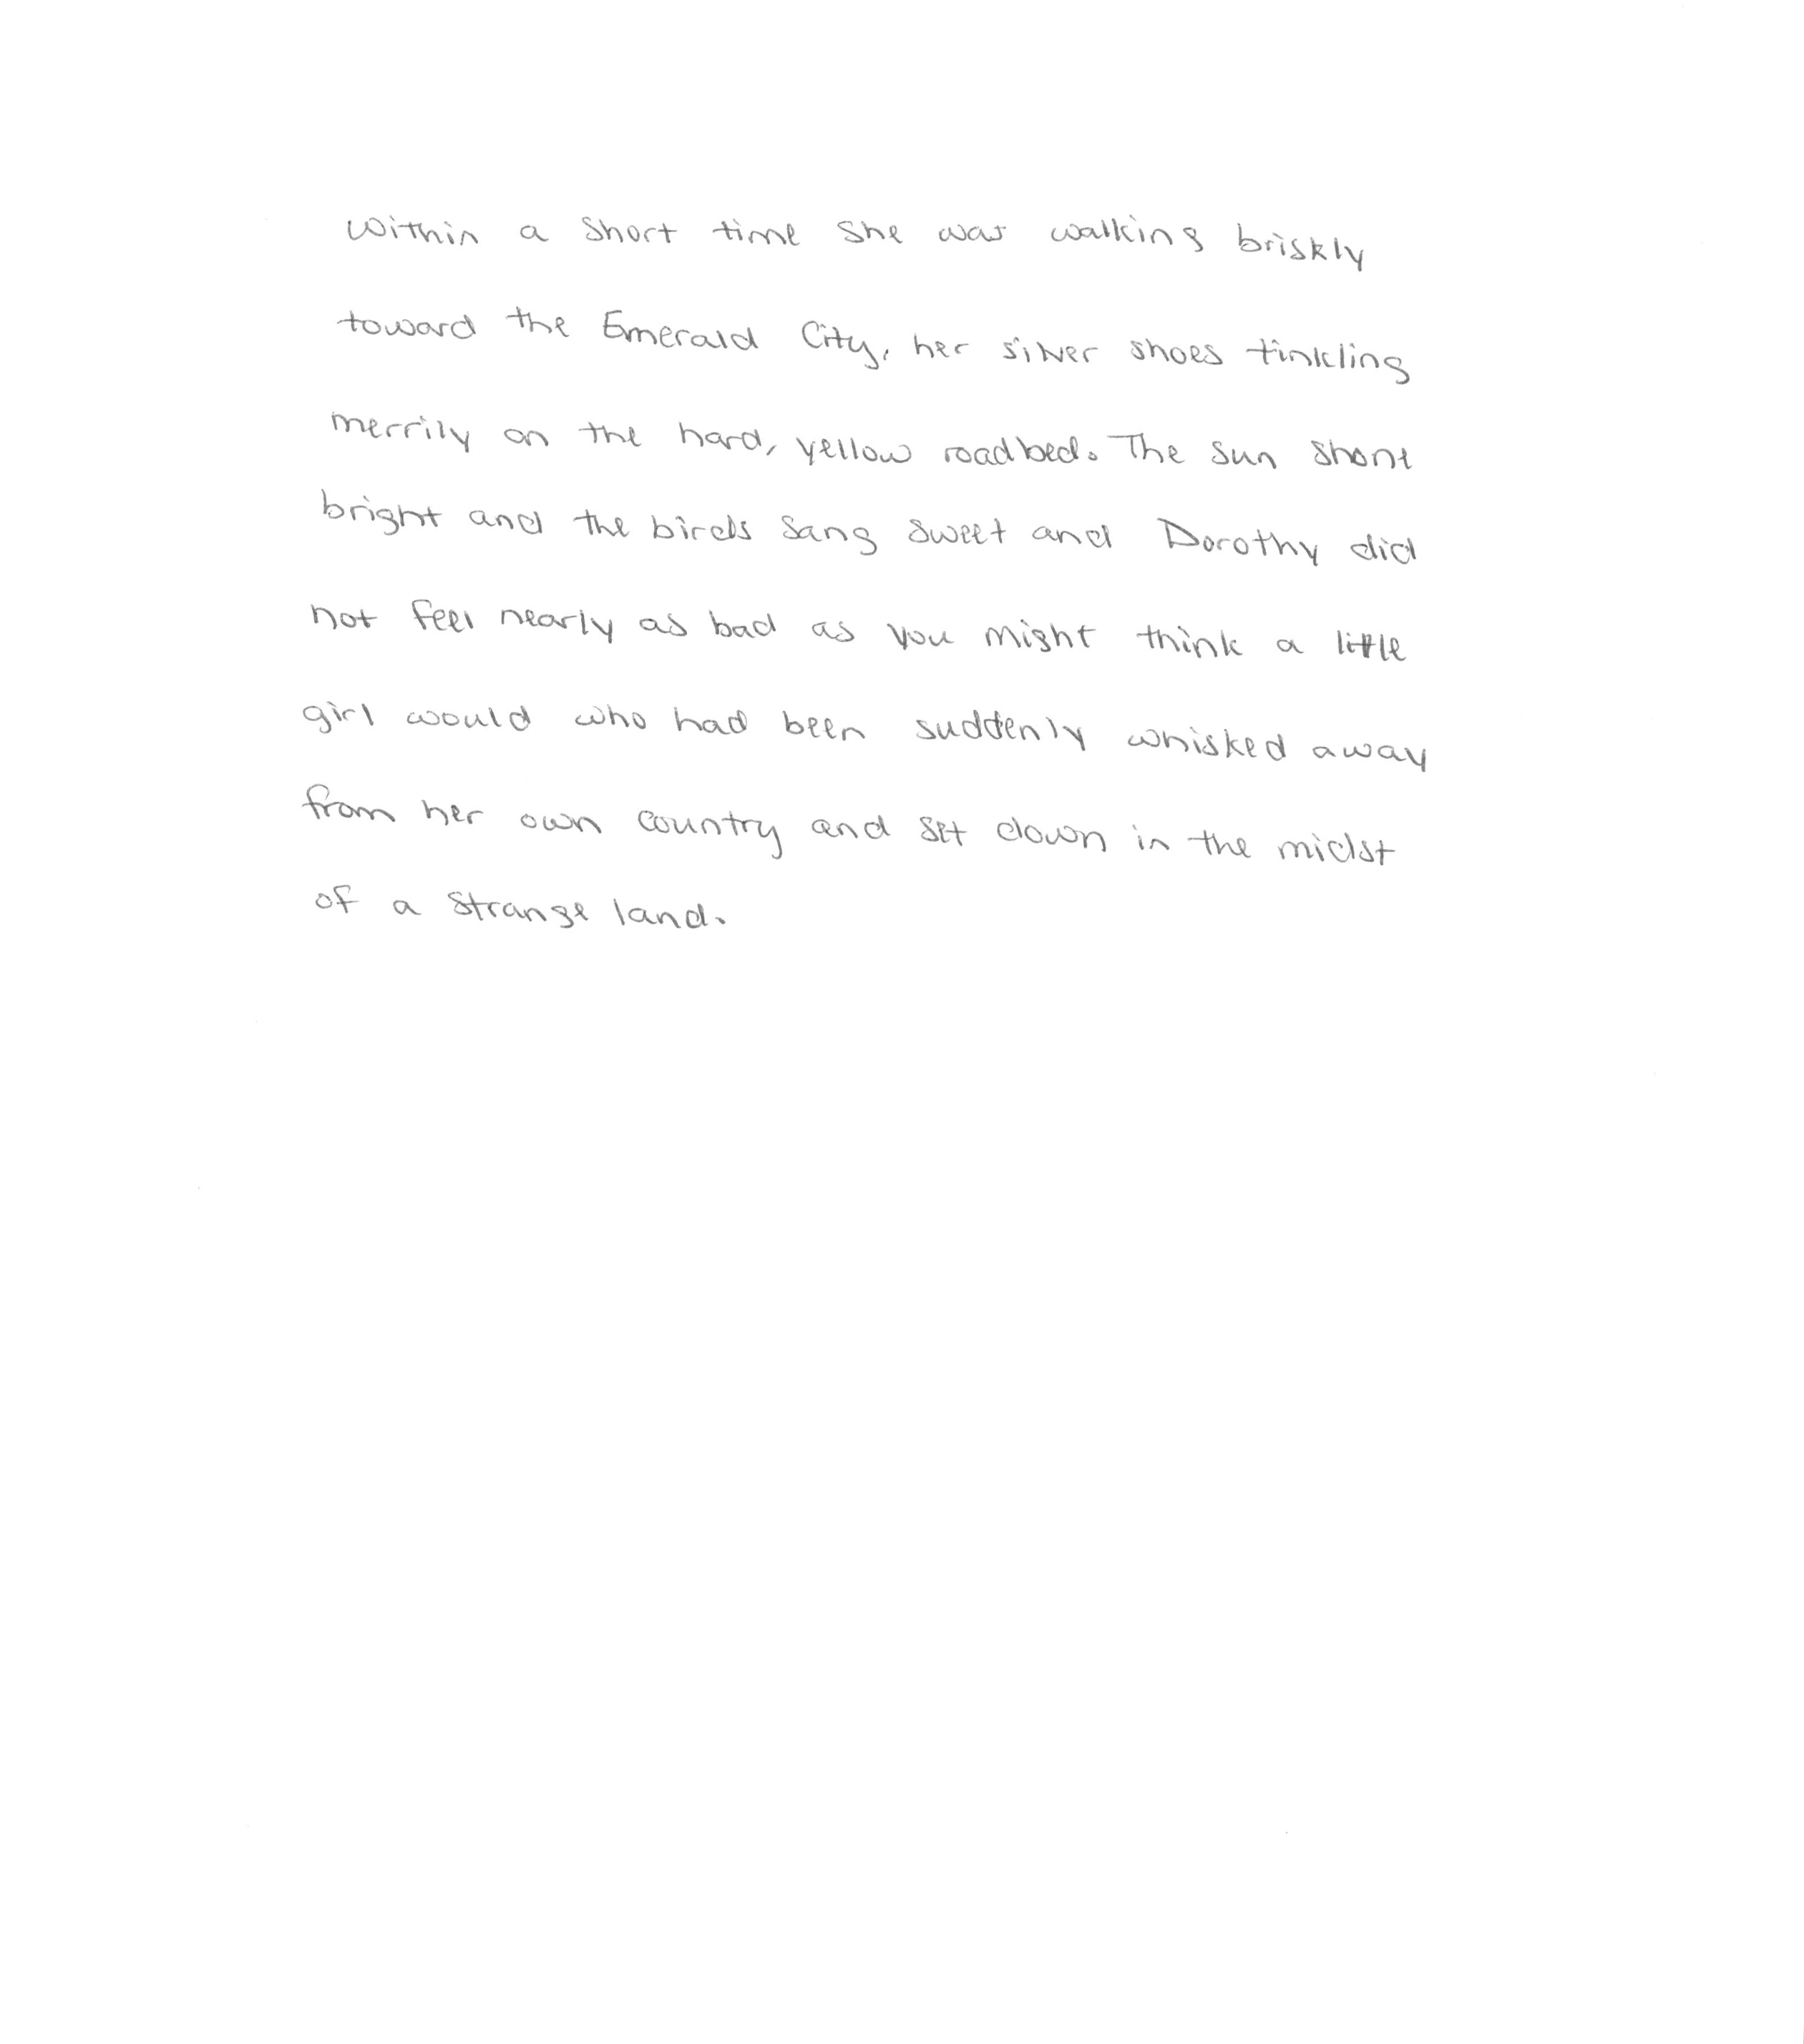 Within a short time she was walking briskly
toward the Emerald City, her silver shoes tinkling
merrily on the hard, yellow roadbed. The sun shone
bright and the birds sang sweet and Dorothy did
not feel nearly as bad as you might think a little
girl would who had been suddenly whisked away
from her own country and set down in the midst
of a strange land.